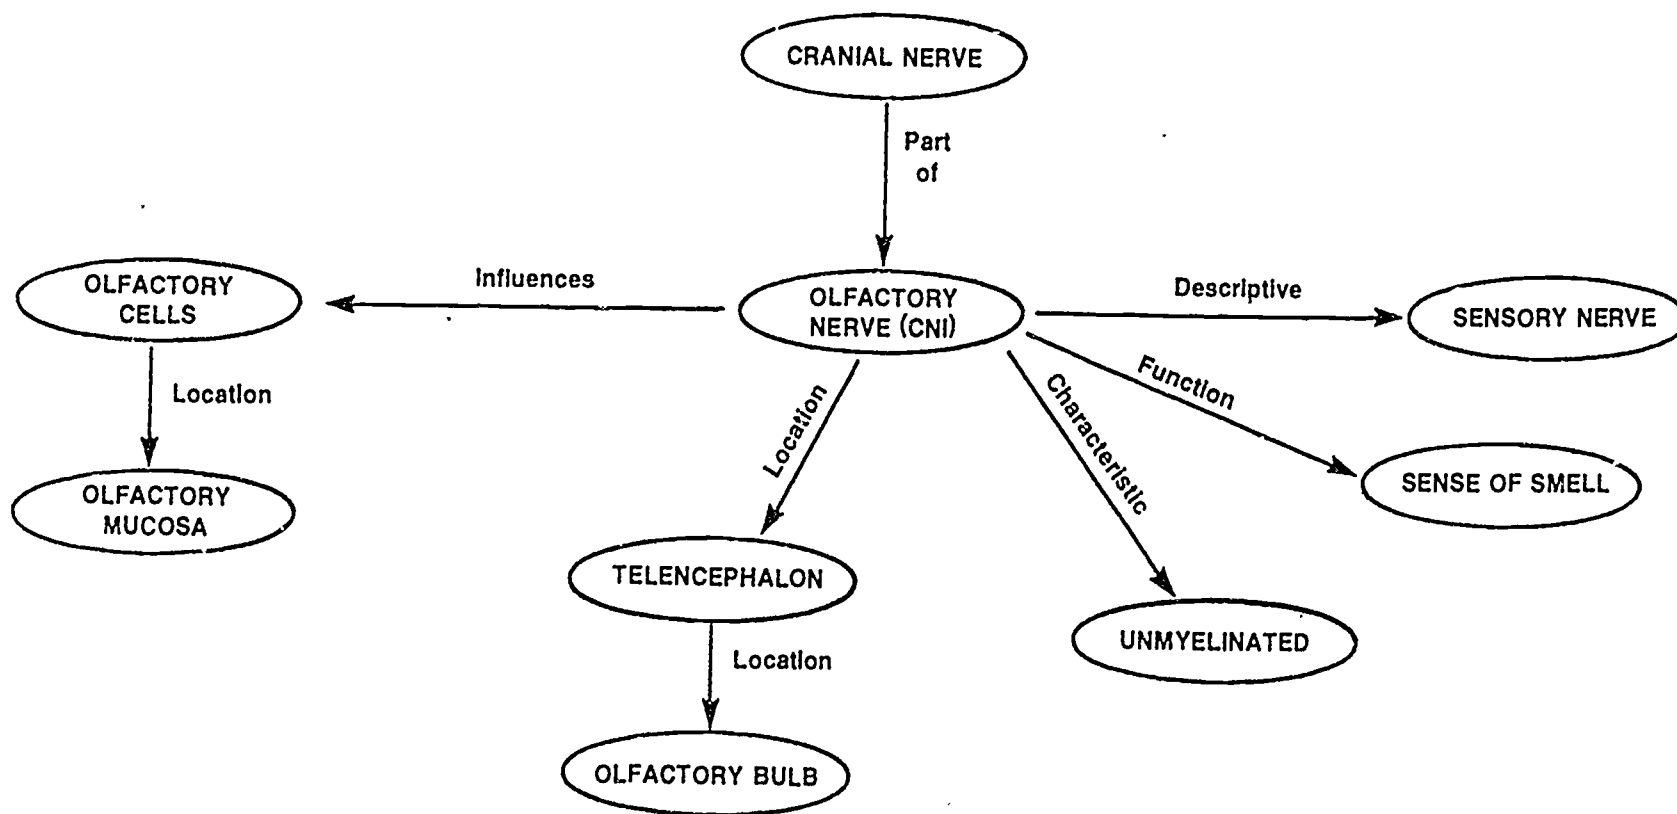 CRANIAL NERVE
Part
of
OLFACTORY
CELLS
Influences
OLFACTORY
NERVE (CNI)
Descriptive
SENSORY NERVE
Location
OLFACTORY
MUCOSA
Location
Characteristic
Function
SENSE OF SMELL
TELENCEPHALON
UNMYELINATED
Location
OLFACTORY BULB